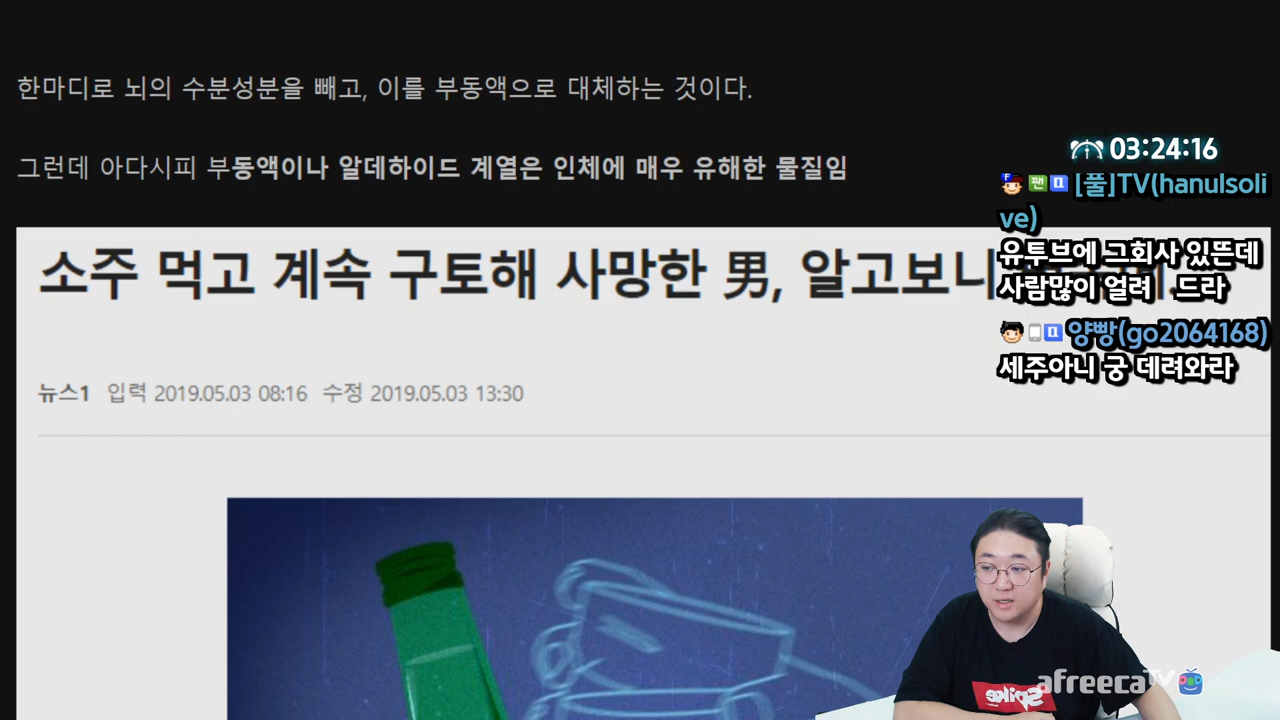 한마디로 뇌의 수분성분을 빼고, 이를 부동액으로 대체하는 것이다.
그런데 아다시피 부동액이나 알데하이드 계열은 인체에 매우 유해한 물질임
소주 먹고 계속 구토해 사망한 男, 알고보니
뉴스1 입력 2019.05.03 08:16 수정 2019.05.03 13:30
03:24:16
F 팬 [풀]TV(hanulsoli
ve)
유투브에 그회사 있뜬데
사람많이 얼려 드라
양빵(go2064168)
세주아니 궁 데려와라
Spike
afreecaTV